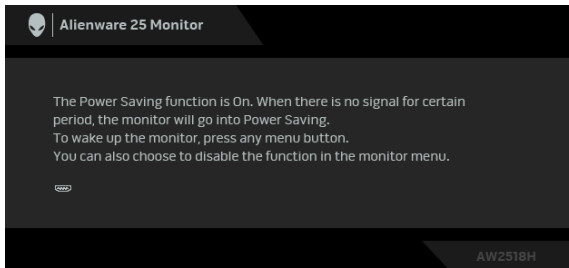 Alienware 25 Monitor
The Power Saving function is On. When there is no signal for certain
period, the monitor will go into Power Saving.
To wake up the monitor, press any menu button.
You can also choose to disable the function in the monitor menu.
AW2518H